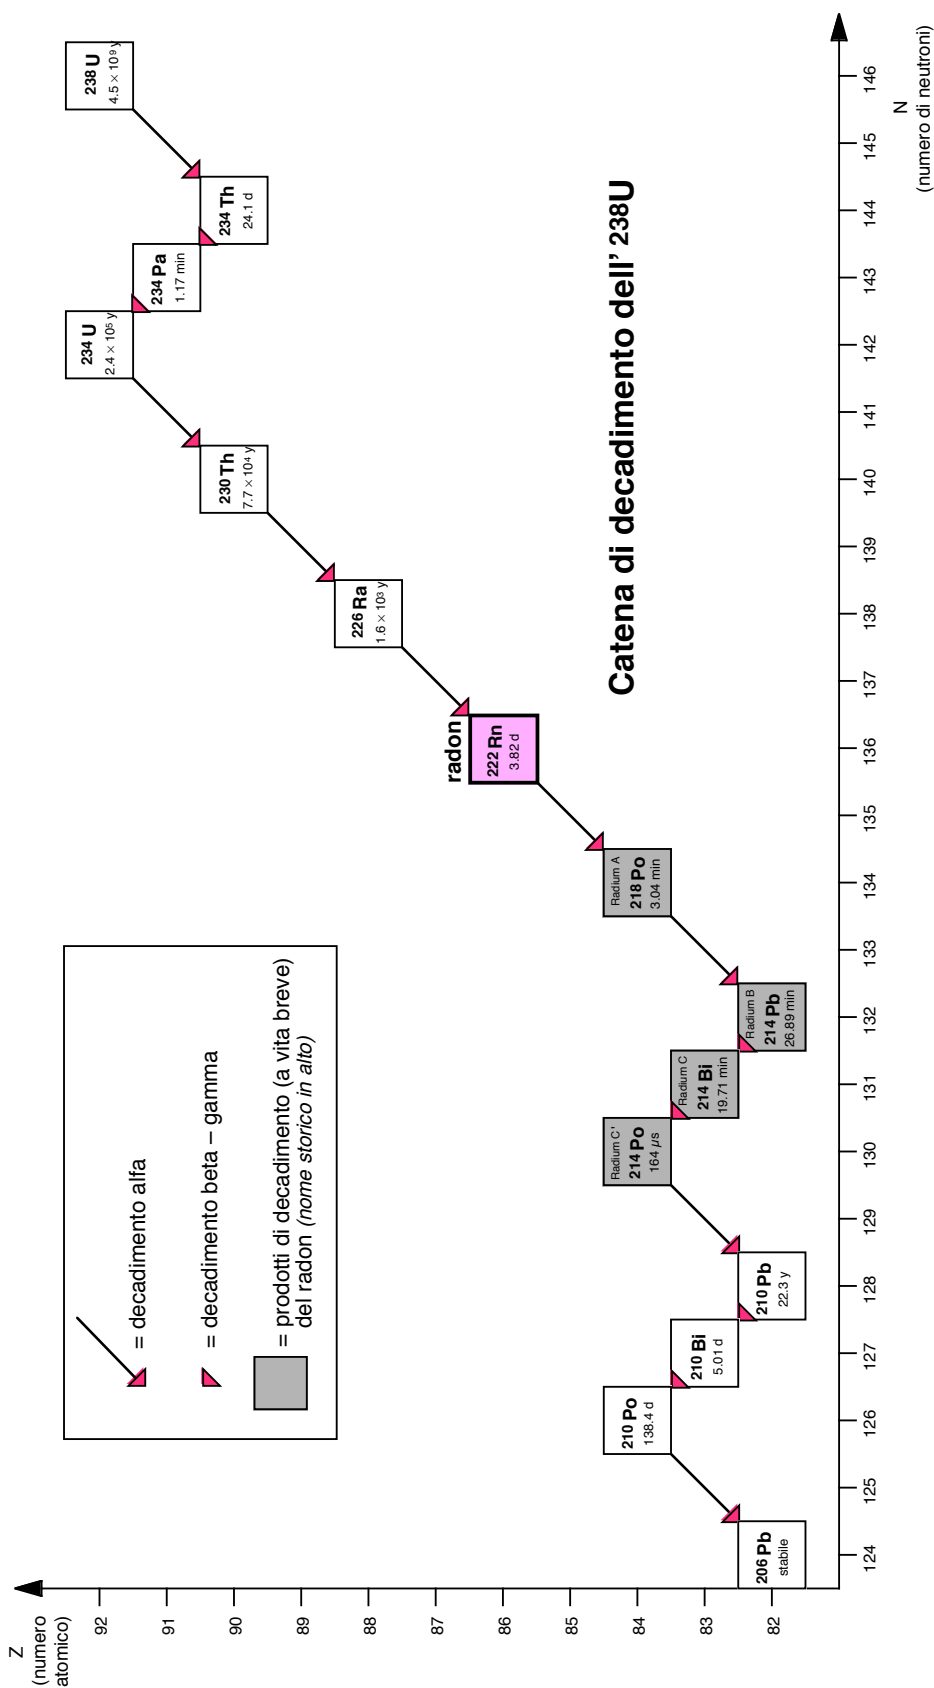 Z
(numero
atomico)
92
91
90
89
88
87
86
85
84
83
82
= decadimento alfa
= decadimento beta – gamma
= prodotti di decadimento (a vita breve)
del radon (nome storico in alto)
238 U
4.5 × 10⁹ y
234 Th
24.1 d
234 Pa
1.17 min
234 U
2.4 × 10⁵ y
230 Th
7.7 × 10⁴ y
226 Ra
1.6 × 10³ y
radon
222 Rn
3.82 d
Radium A
218 Po
3.04 min
Radium B
214 Pb
26.89 min
Radium C
214 Bi
19.71 min
Radium C'
214 Po
164 µs
210 Pb
22.3 y
210 Bi
5.01 d
210 Po
138.4 d
206 Pb
stabile
Catena di decadimento dell' 238U
124
125
126
127
128
129
130
131
132
133
134
135
136
137
138
139
140
141
142
143
144
145
146
N
(numero di neutroni)